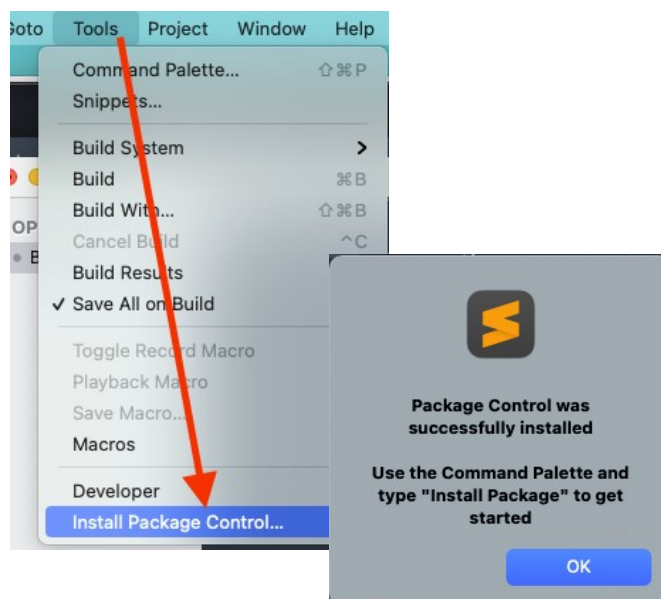 Goto Tools Project Window Help
Command Palette... ⇧⌘P
Snippets...
Build System >
Build ⌘B
Build With... ⇧⌘B
Cancel Build ^C
Build Results
✓ Save All on Build
Toggle Record Macro
Playback Macro
Save Macro...
Macros
Developer
Install Package Control...
OP
Package Control was
successfully installed
Use the Command Palette and
type "Install Package" to get
started
OK